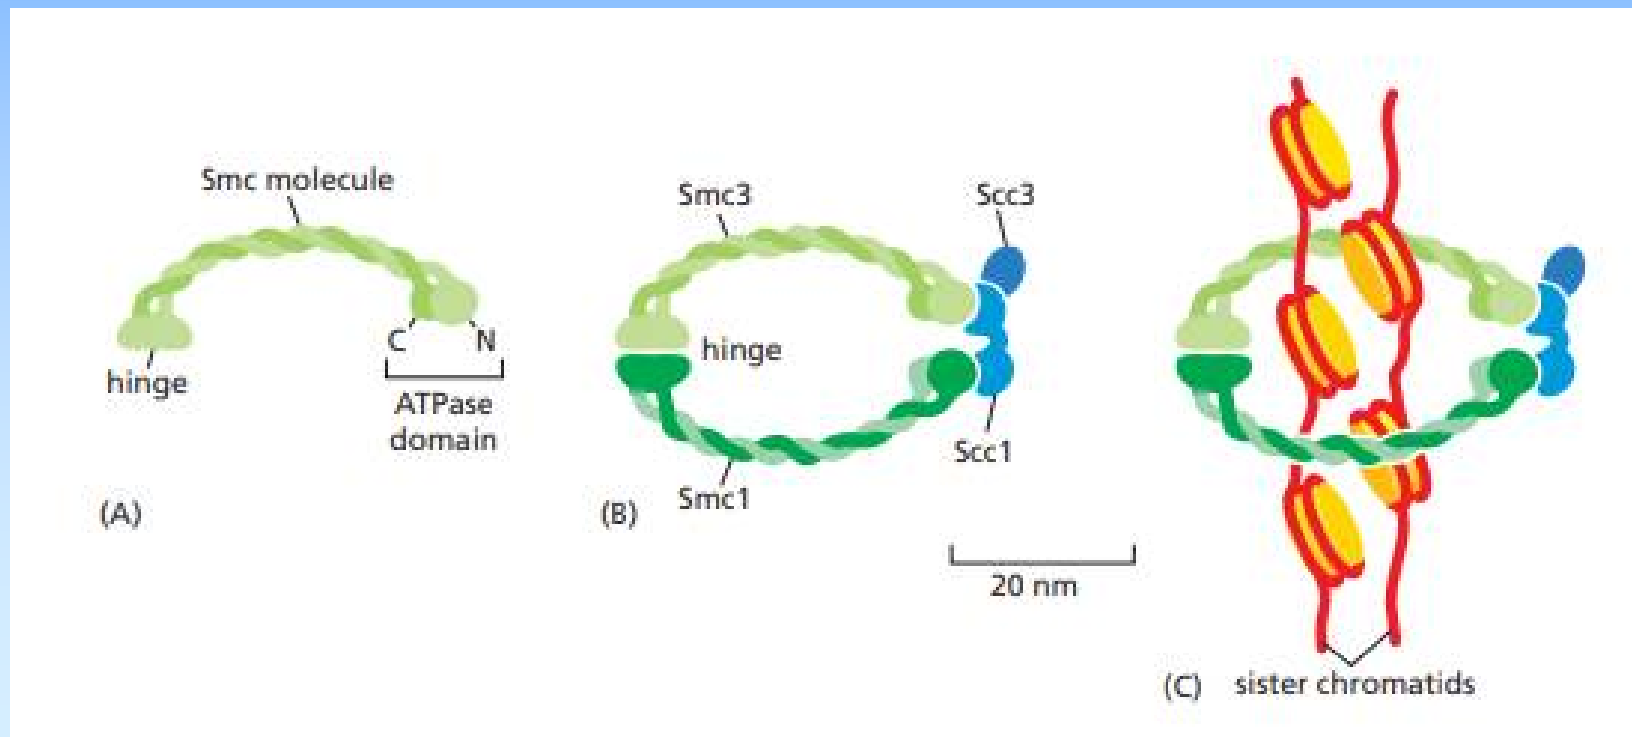 Smc molecule
C
N
hinge
ATPase
domain
(A)
Smc3
Scc3
hinge
Scc1
Smc1
(B)
20 nm
(C)
sister chromatids